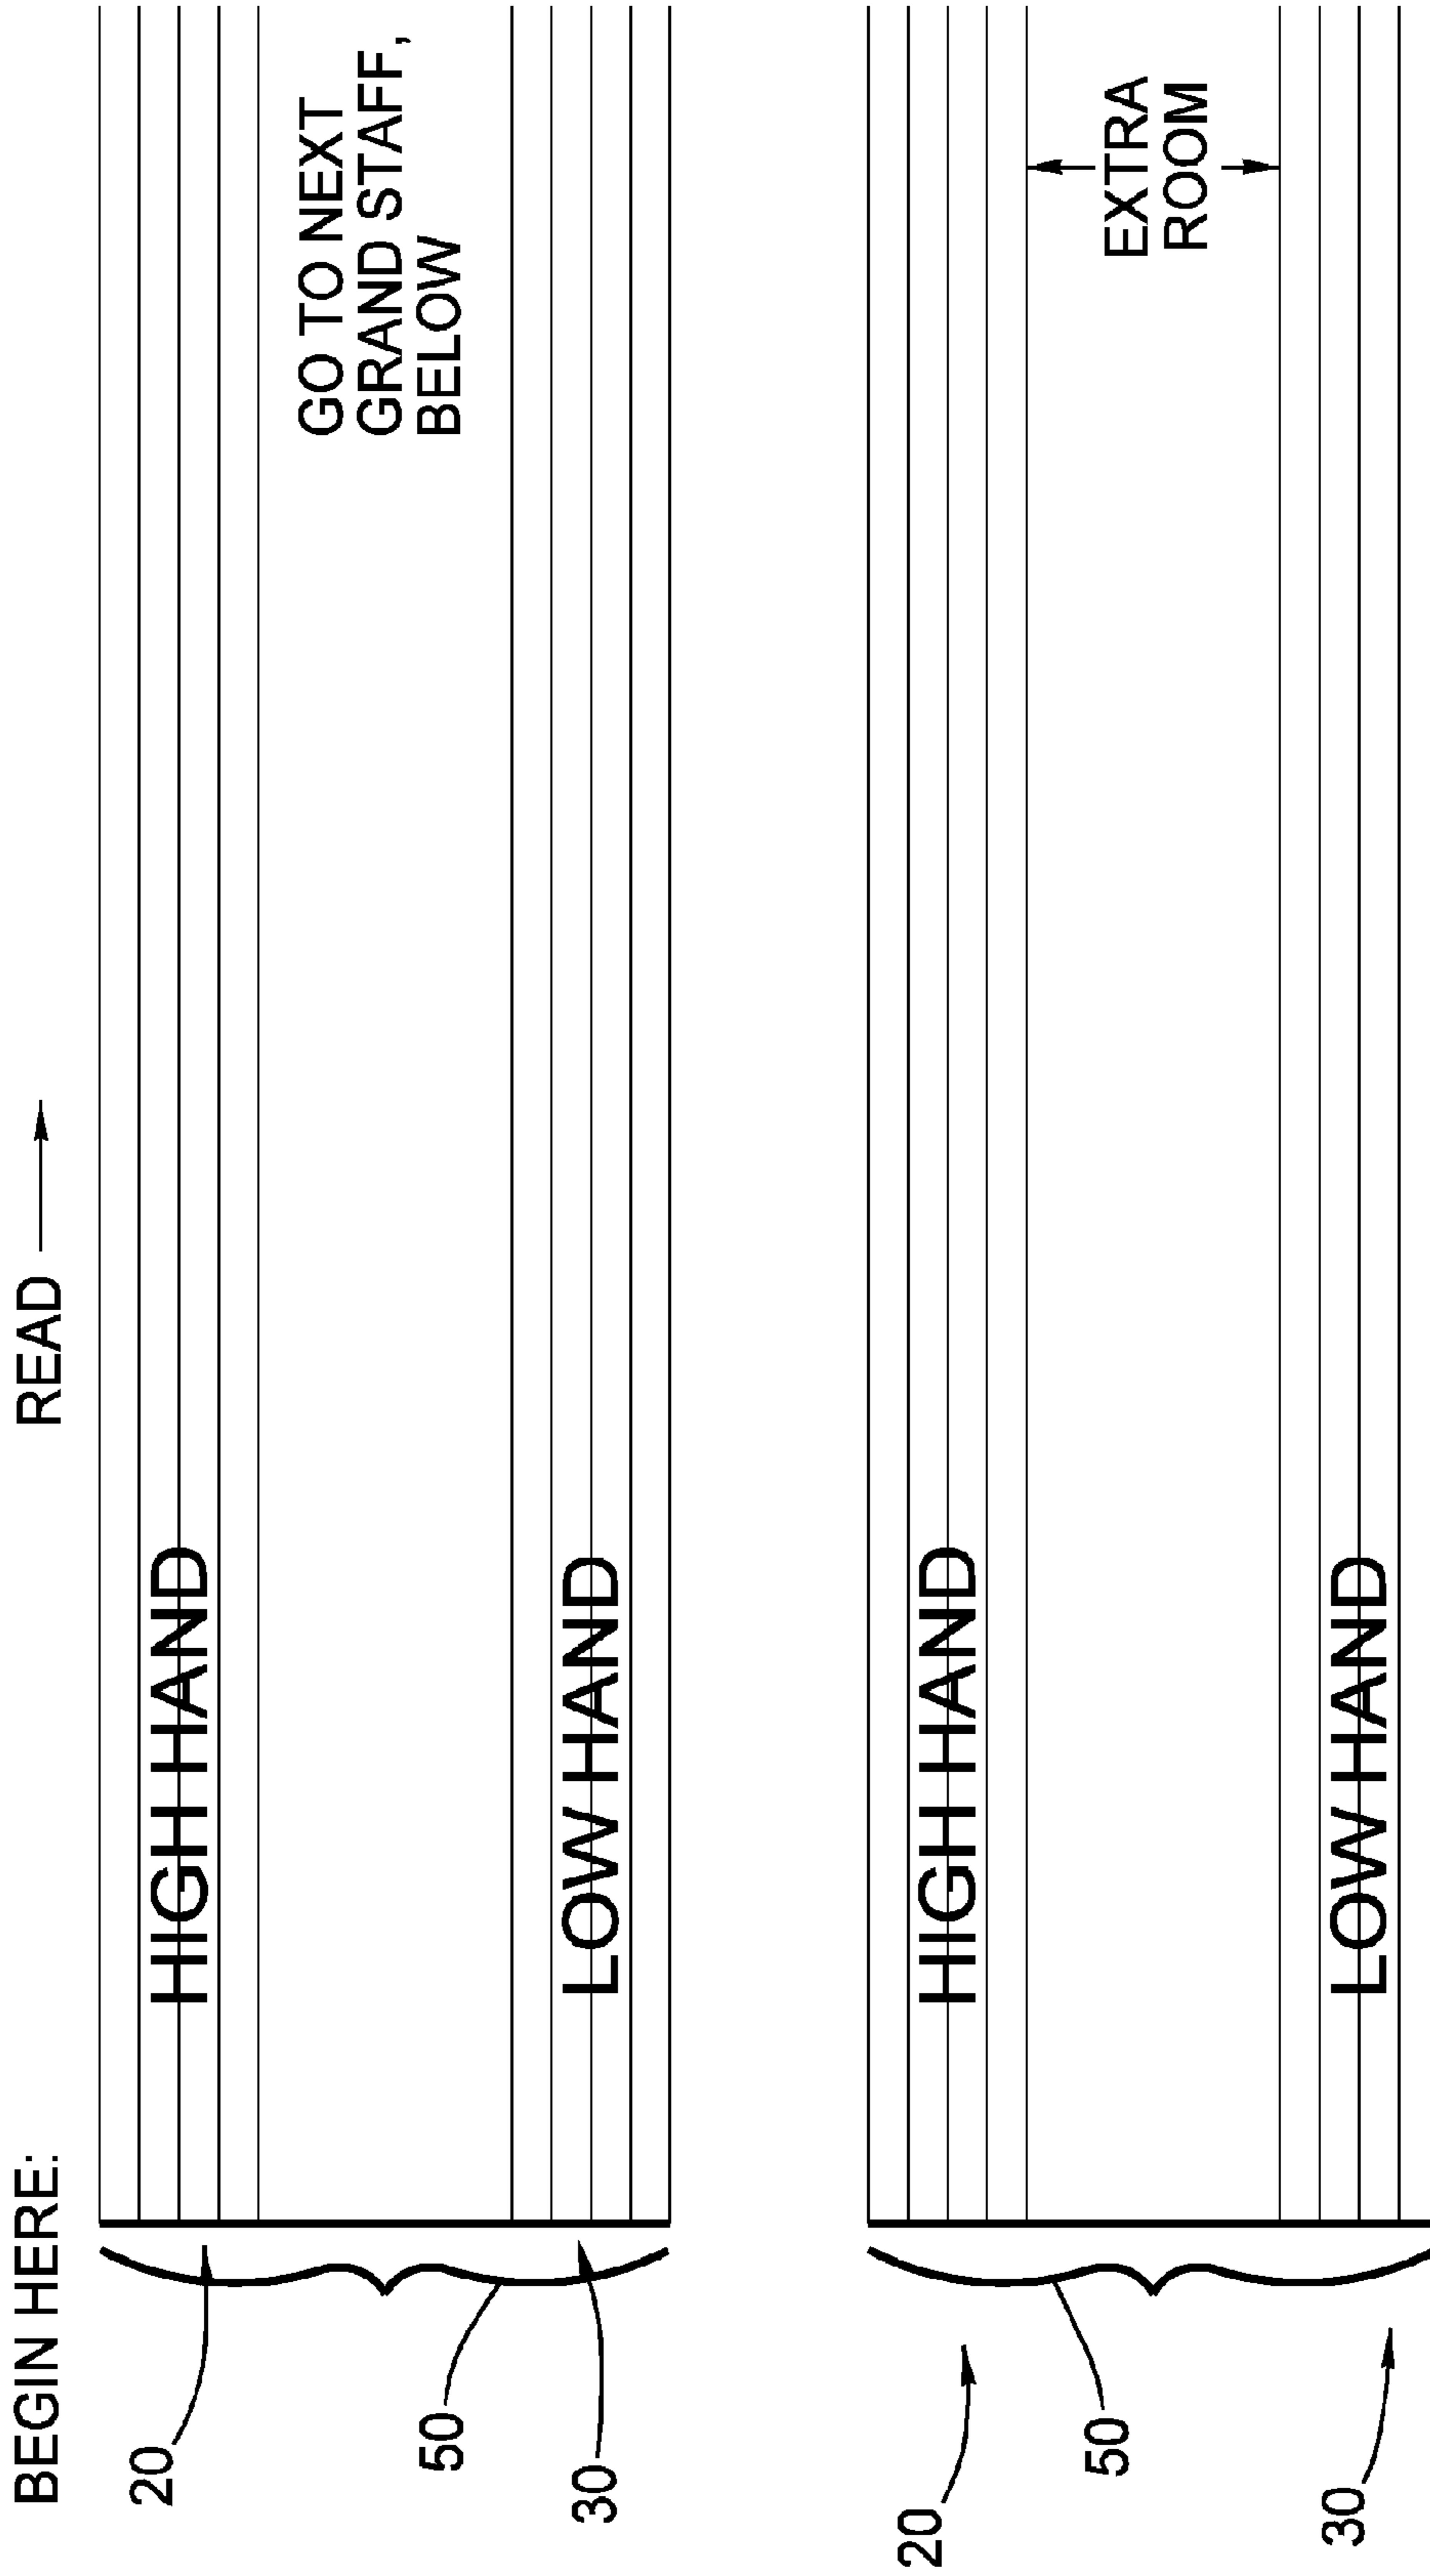 BEGIN HERE:
READ
20
HIGH HAND
GO TO NEXT
GRAND STAFF,
BELOW
50
30
LOW HAND
20
HIGH HAND
EXTRA
ROOM
50
30
LOW HAND